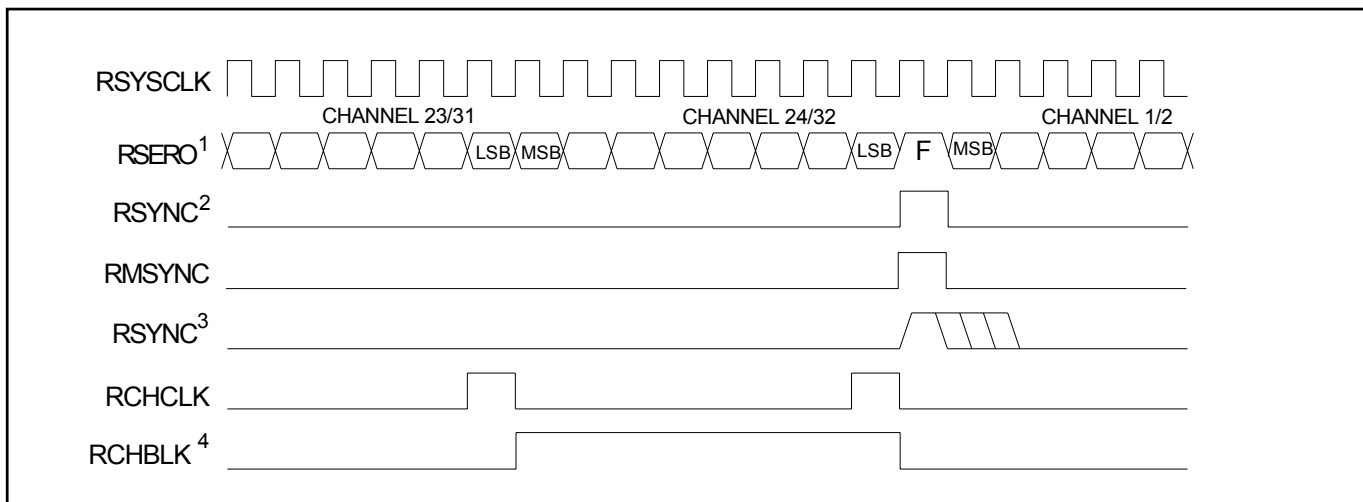 RSYSCLK
CHANNEL 23/31 CHANNEL 24/32 CHANNEL 1/2
RSERO1 LSB MSB LSB F MSB
RSYNC2
RMSYNC
RSYNC3
RCHCLK
RCHBLK 4